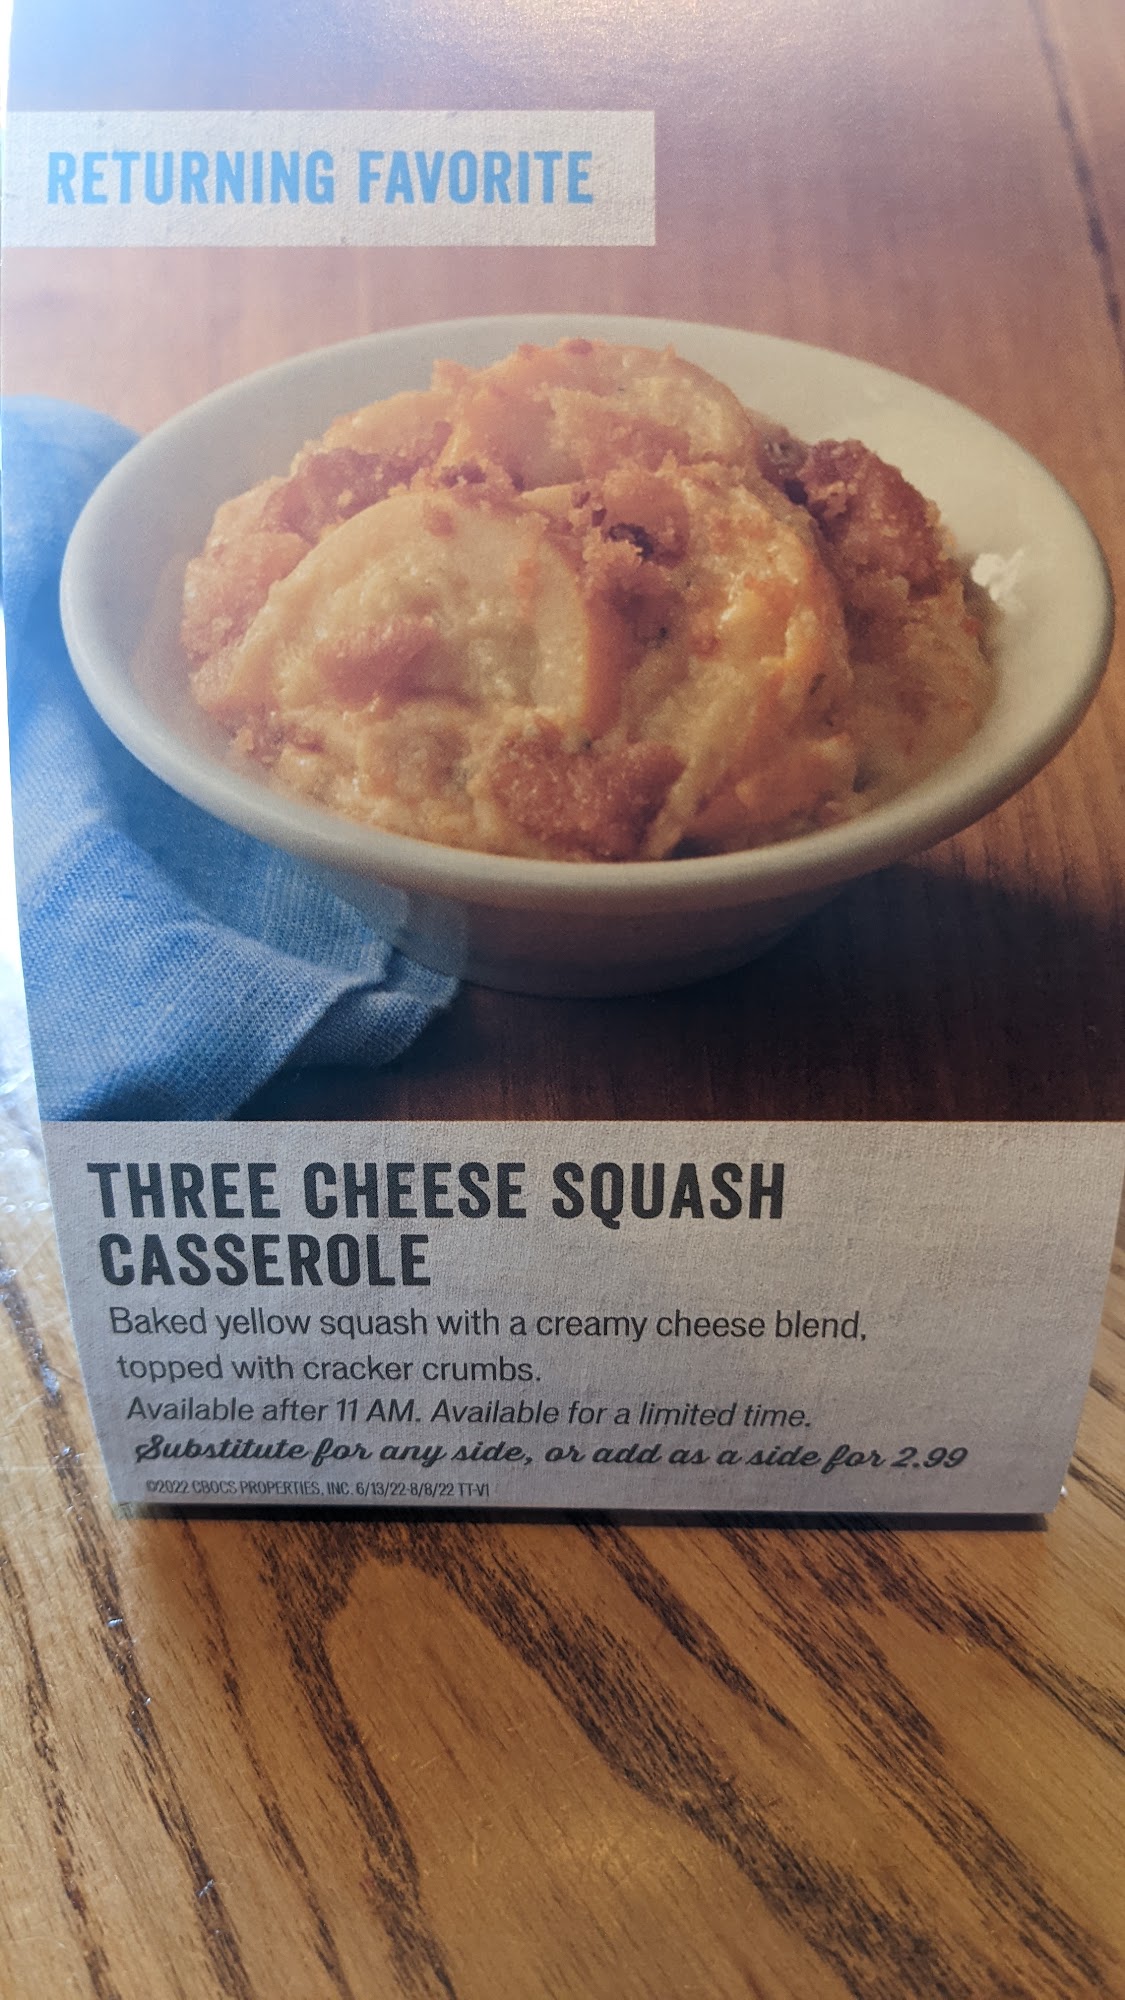 RETURNING FAVORITE
THREE CHEESE SQUASH
CASSEROLE
Baked yellow squash with a creamy cheese blend,
topped with cracker crumbs.
Available after 11 AM. Available for a limited time.
Substitute for any side, or add as a side for 2.99
©2022 CBOCS PROPERTIES, INC. 6/13/22-8/8/22 TT-V1